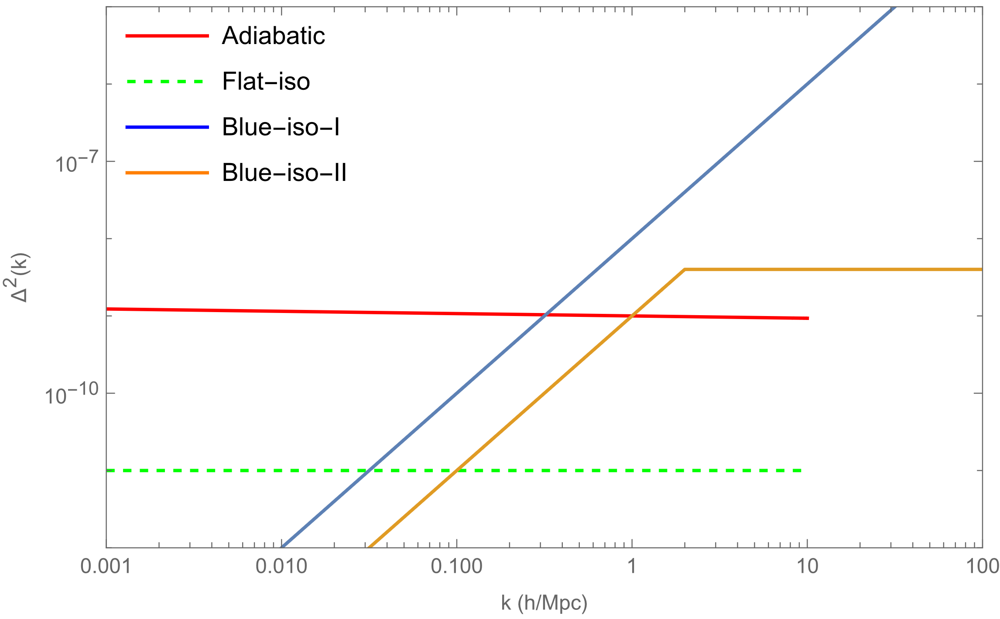 Adiabatic
Flat−iso
Blue−iso−I
Blue−iso−II
10−7
10−10
Δ2(k)
0.001 0.010 0.100 1 10 100
k (h/Mpc)